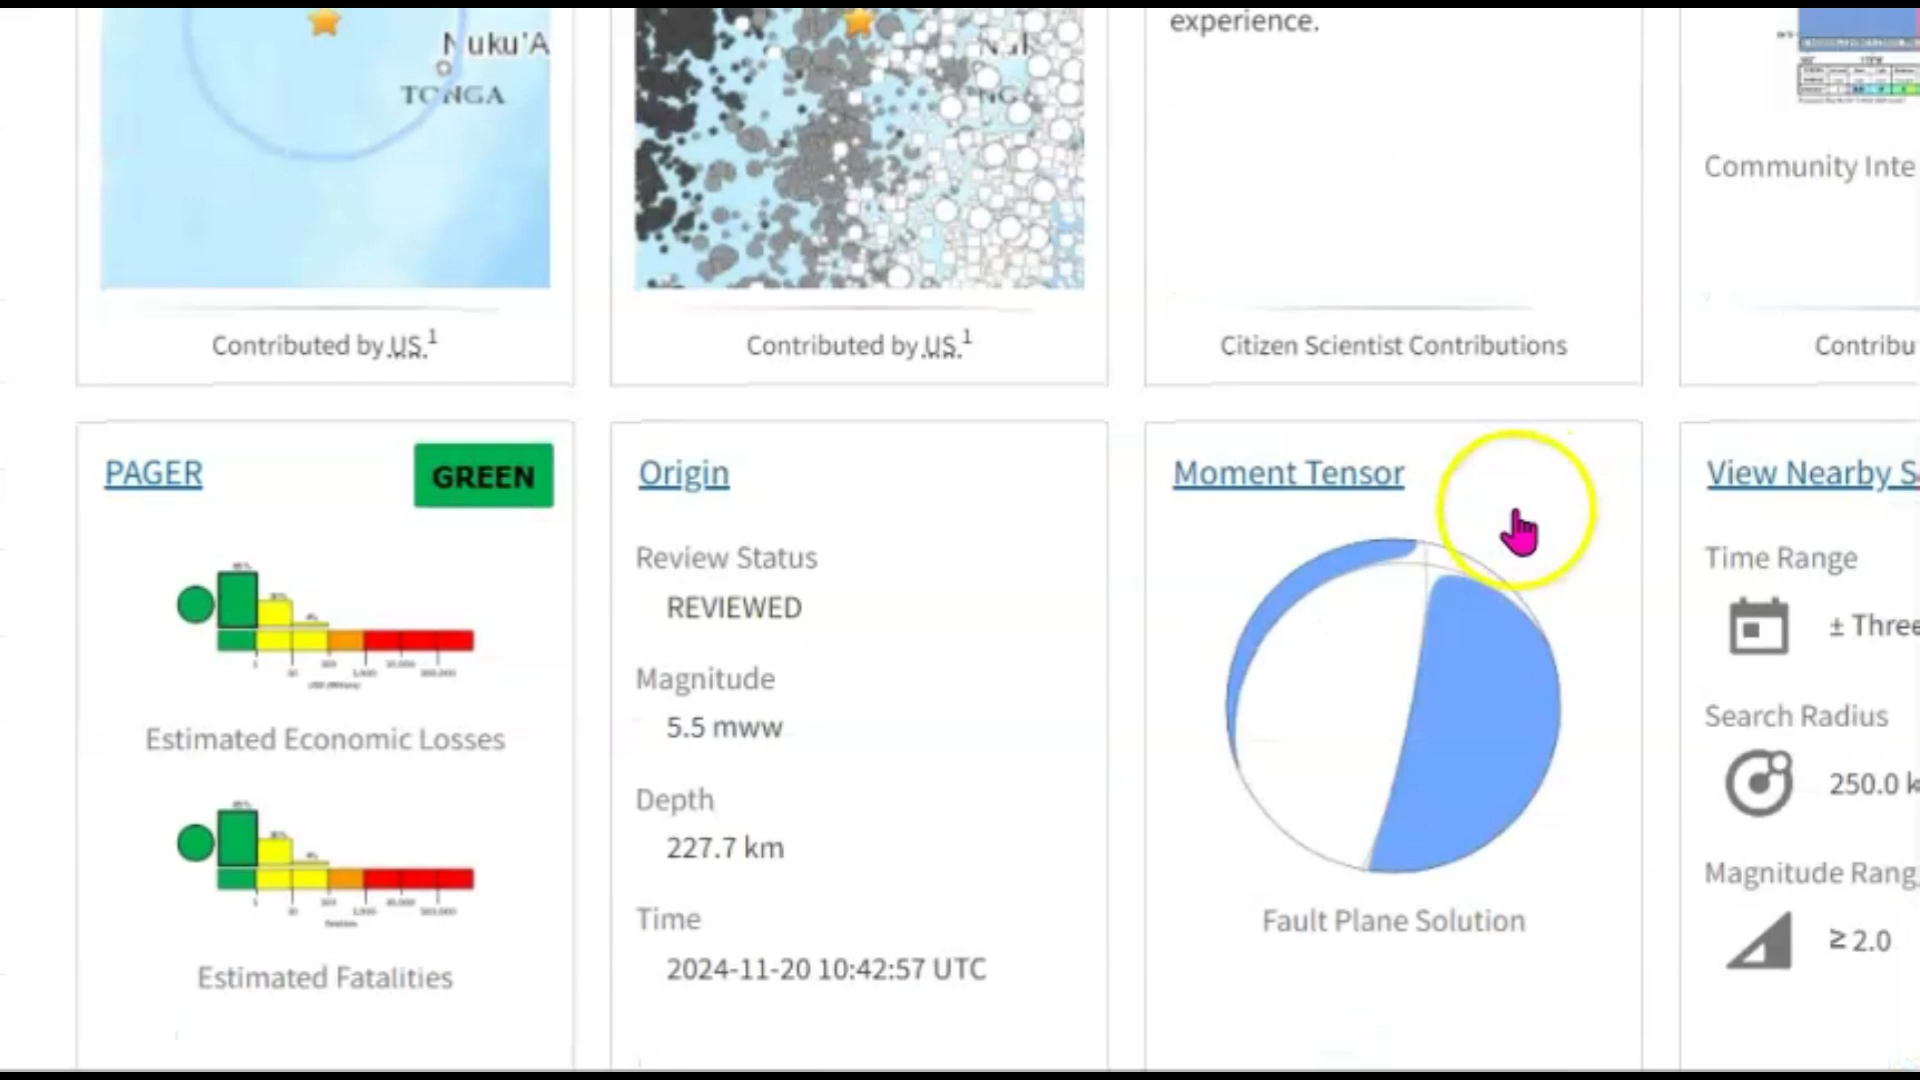 Nuku'A
TONGA
experience.
Community Inte
Contributed by US.1
Contributed by US.1
Citizen Scientist Contributions
Contribu
PAGER
GREEN
Estimated Economic Losses
Estimated Fatalities
Origin
Review Status
REVIEWED
Magnitude
5.5 mww
Depth
227.7 km
Time
2024-11-20 10:42:57 UTC
Moment Tensor
Fault Plane Solution
View Nearby S
Time Range
± Three
Search Radius
250.0 k
Magnitude Rang
≥ 2.0